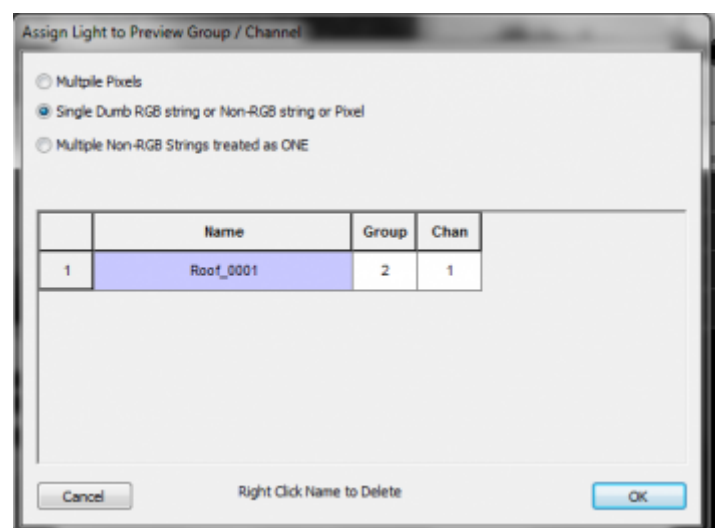 Assign Light to Preview Group / Channel
Multple Pixels
Single Dumb RGB string or Non-RGB string or Pixel
Multiple Non-RGB Strings treated as ONE
Name Group Chan
1 Roof_0001 2 1
Cancel Right Click Name to Delete OK